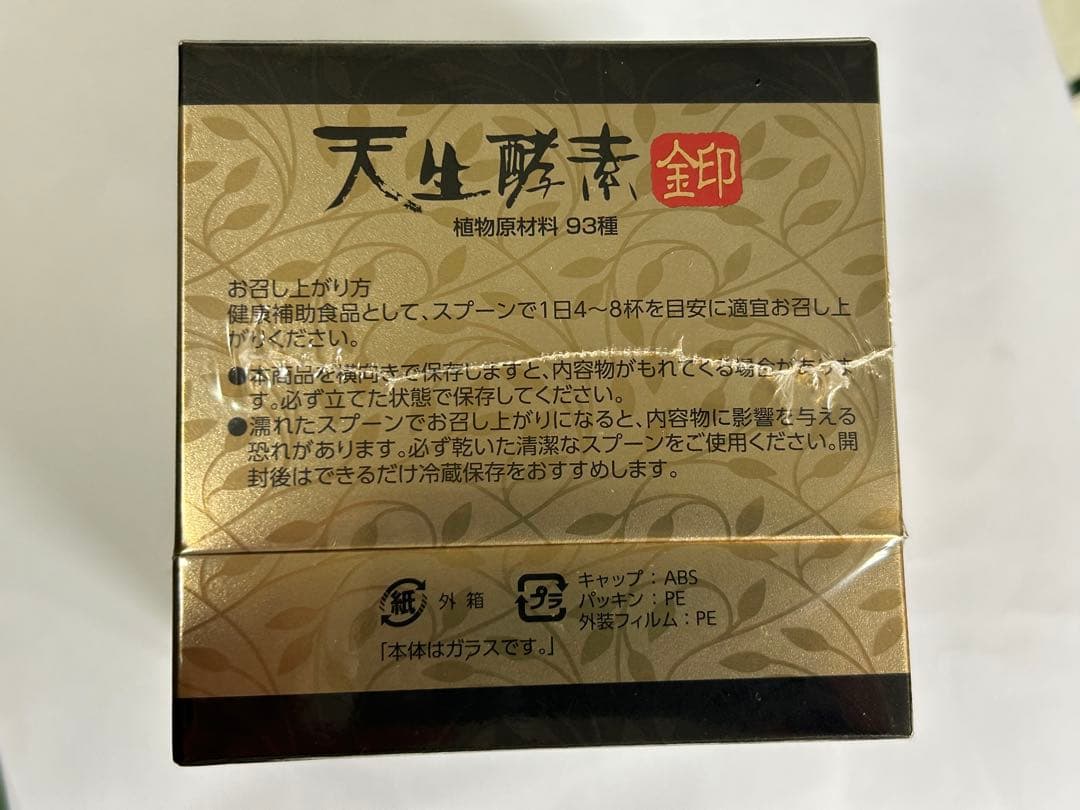 天生酵素 金印
植物原材料 93種
お召し上がり方
健康補助食品として、スプーンで1日4〜8杯を目安に適宜お召し上
がりください。
●本商品を横向きで保存しますと、内容物がもれてくる場合がありま
す。必ず立てた状態で保存してください。
●濡れたスプーンでお召し上がりになると、内容物に影響を与える
恐れがあります。必ず乾いた清潔なスプーンをご使用ください。開
封後はできるだけ冷蔵保存をおすすめします。
紙 外箱
プラ キャップ：ABS
パッキン：PE
外装フィルム：PE
「本体はガラスです。」